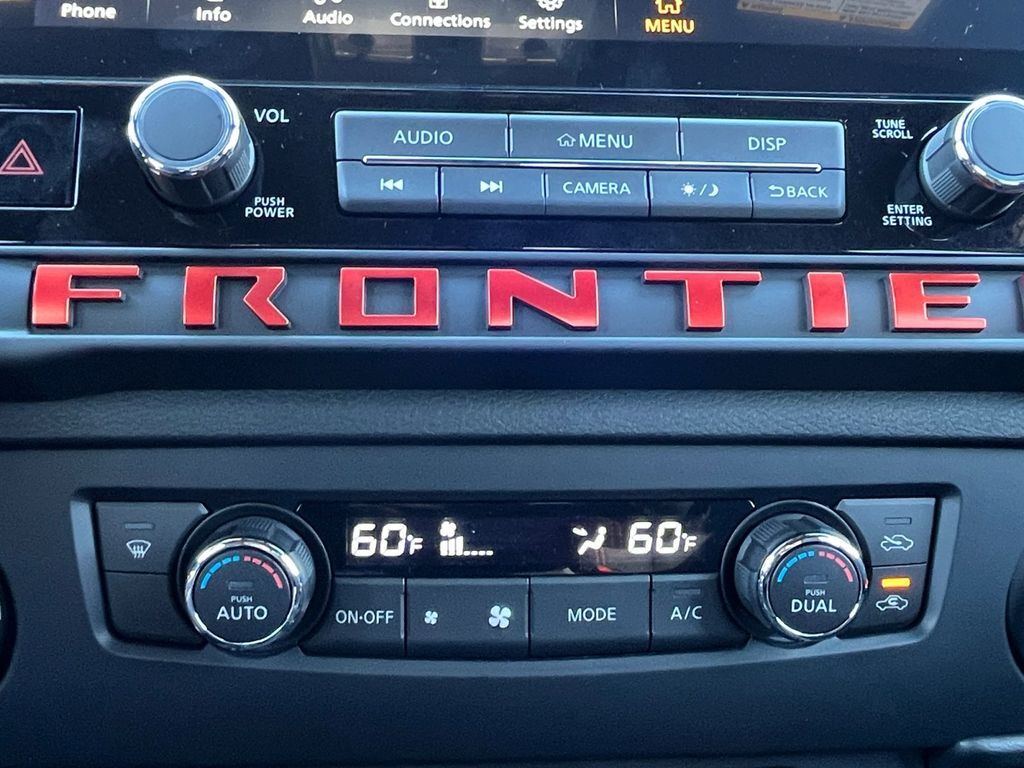 Phone Info Audio Connections Settings MENU
VOL
PUSH
POWER
AUDIO MENU DISP
CAMERA BACK
TUNE
SCROLL
ENTER
SETTING
FRONTIE
60°F 60°F
PUSH
AUTO
ON·OFF MODE A/C
PUSH
DUAL